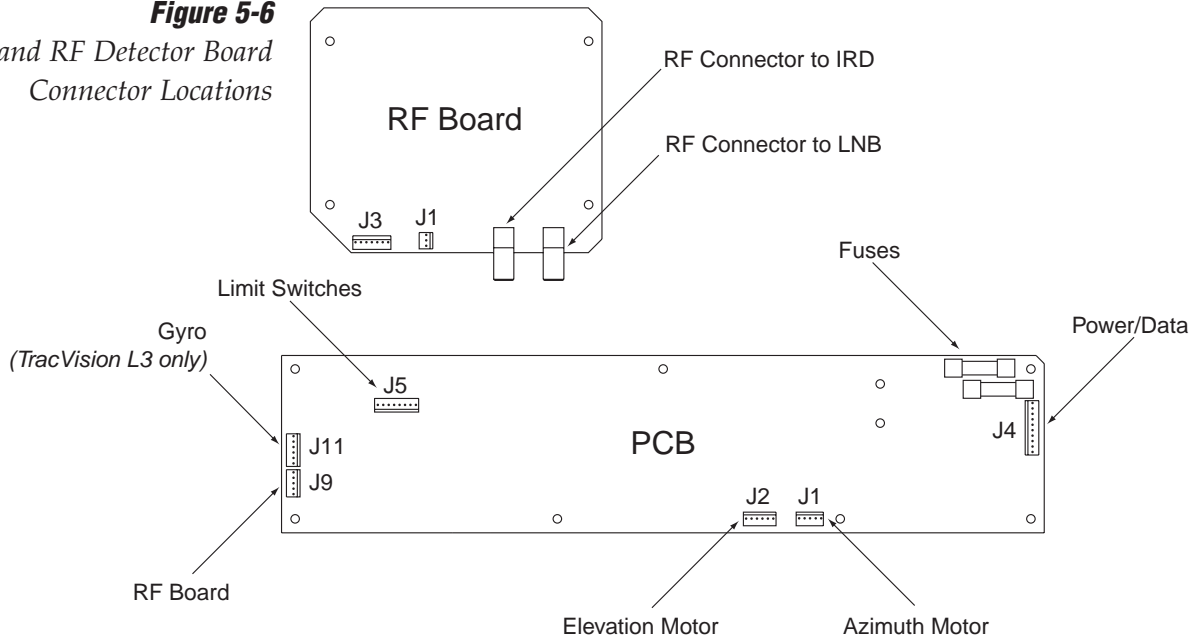 Figure 5-6
and RF Detector Board
Connector Locations
RF Connector to IRD
RF Board
RF Connector to LNB
J3
J1
Fuses
Limit Switches
Gyro
(TracVision L3 only)
Power/Data
J5
J4
PCB
J11
J9
J2
J1
RF Board
Elevation Motor
Azimuth Motor